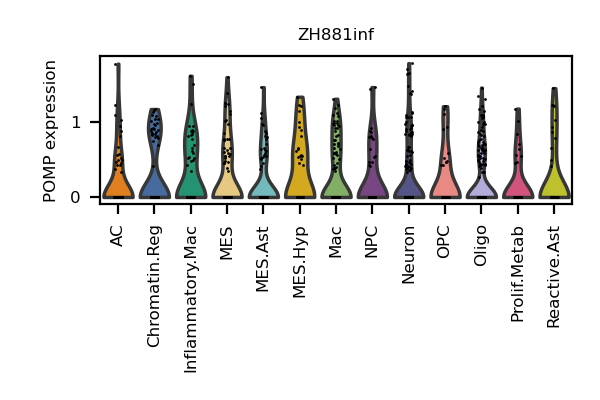 ZH881inf
POMP expression
1
0
AC
Chromatin.Reg
Inflammatory.Mac
MES
MES.Ast
MES.Hyp
Mac
NPC
Neuron
OPC
Oligo
Prolif.Metab
Reactive.Ast